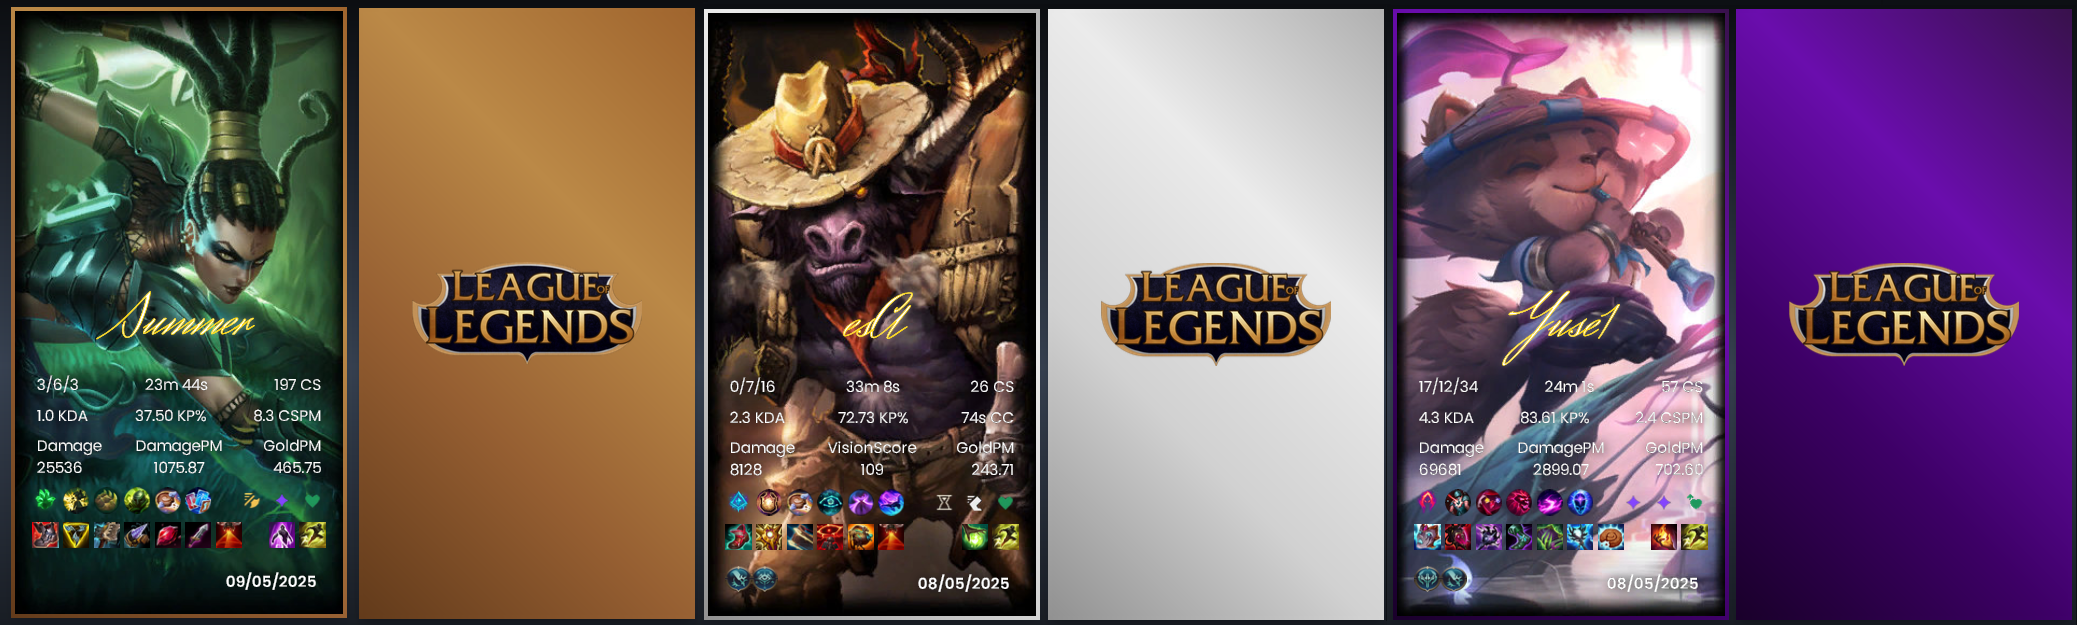 Summer
3/6/3 23m 44s 197 CS
1.0 KDA 37.50 KP% 8.3 CSPM
Damage DamagePM GoldPM
25536 1075.87 465.75
09/05/2025
LEAGUE OF
LEGENDS
esA
0/7/16 33m 8s 26 CS
2.3 KDA 72.73 KP% 74s CC
Damage VisionScore GoldPM
8128 109 243.71
08/05/2025
LEAGUE OF
LEGENDS
Yuse1
17/12/34 24m 1s 57 CS
4.3 KDA 83.61 KP% 2.4 CSPM
Damage DamagePM GoldPM
69681 2899.07 702.60
08/05/2025
LEAGUE OF
LEGENDS